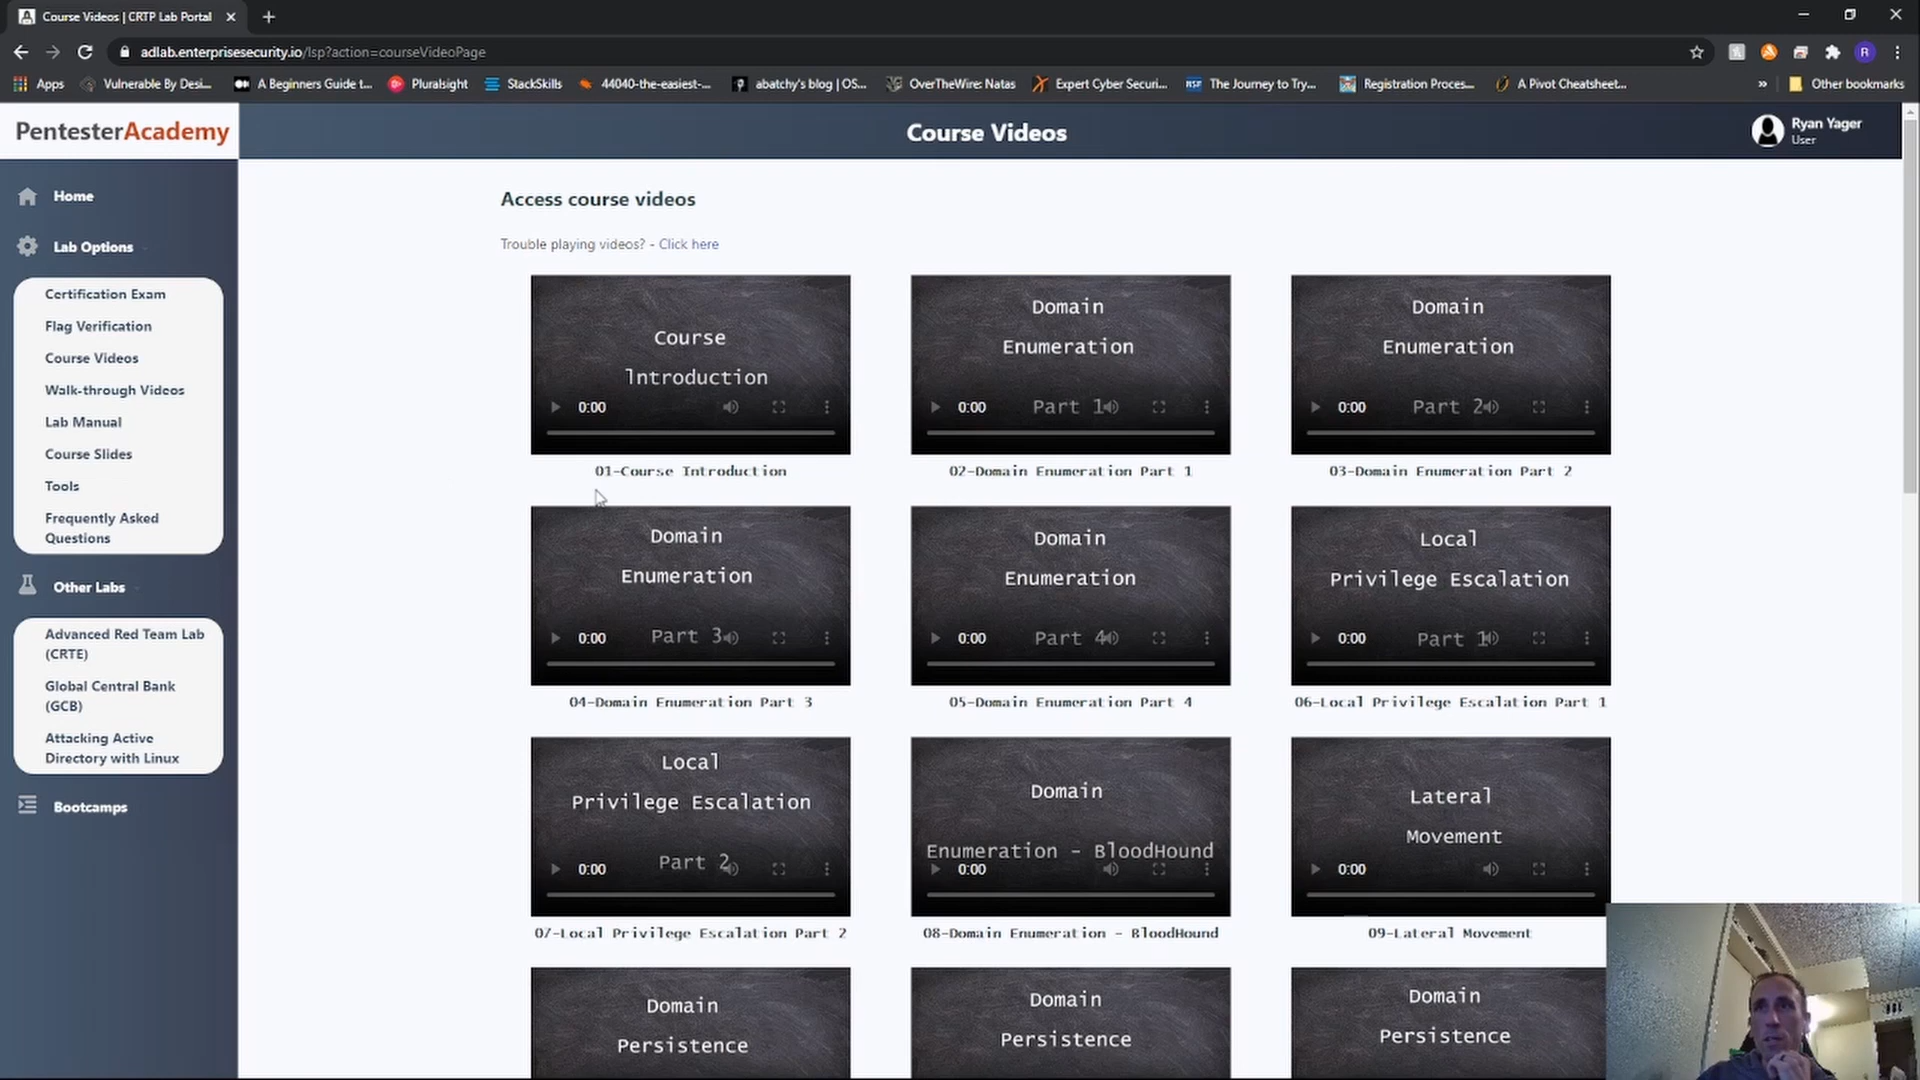 Course Videos | CRTP Lab Portal
adlab.enterprisesecurity.io/lsp?action=courseVideoPage
R
Apps
Vulnerable By Desi...
A Beginners Guide t...
Pluralsight
StackSkills
44040-the-easiest-...
abatchy's blog | OS...
OverTheWire: Natas
Expert Cyber Securi...
The Journey to Try...
Registration Proces...
A Pivot Cheatsheet...
»
Other bookmarks
PentesterAcademy
Course Videos
Ryan Yager
User
Home
Lab Options
Certification Exam
Flag Verification
Course Videos
Walk-through Videos
Lab Manual
Course Slides
Tools
Frequently Asked
Questions
Other Labs
Advanced Red Team Lab
(CRTE)
Global Central Bank
(GCB)
Attacking Active
Directory with Linux
Bootcamps
Access course videos
Trouble playing videos? - Click here
Course
Introduction
0:00
01-Course Introduction
Domain
Enumeration
Part 1
0:00
02-Domain Enumeration Part 1
Domain
Enumeration
Part 2
0:00
03-Domain Enumeration Part 2
Domain
Enumeration
Part 3
0:00
04-Domain Enumeration Part 3
Domain
Enumeration
Part 4
0:00
05-Domain Enumeration Part 4
Local
Privilege Escalation
Part 1
0:00
06-Local Privilege Escalation Part 1
Local
Privilege Escalation
Part 2
0:00
07-Local Privilege Escalation Part 2
Domain
Enumeration - BloodHound
0:00
08-Domain Enumeration - BloodHound
Lateral
Movement
0:00
09-Lateral Movement
Domain
Persistence
Domain
Persistence
Domain
Persistence